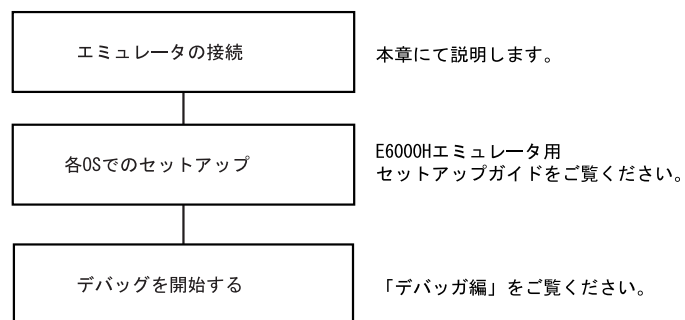 エミュレータの接続
本章にて説明します。
各OSでのセットアップ
E6000Hエミュレータ用
セットアップガイドをご覧ください。
デバッグを開始する
「デバッガ編」をご覧ください。